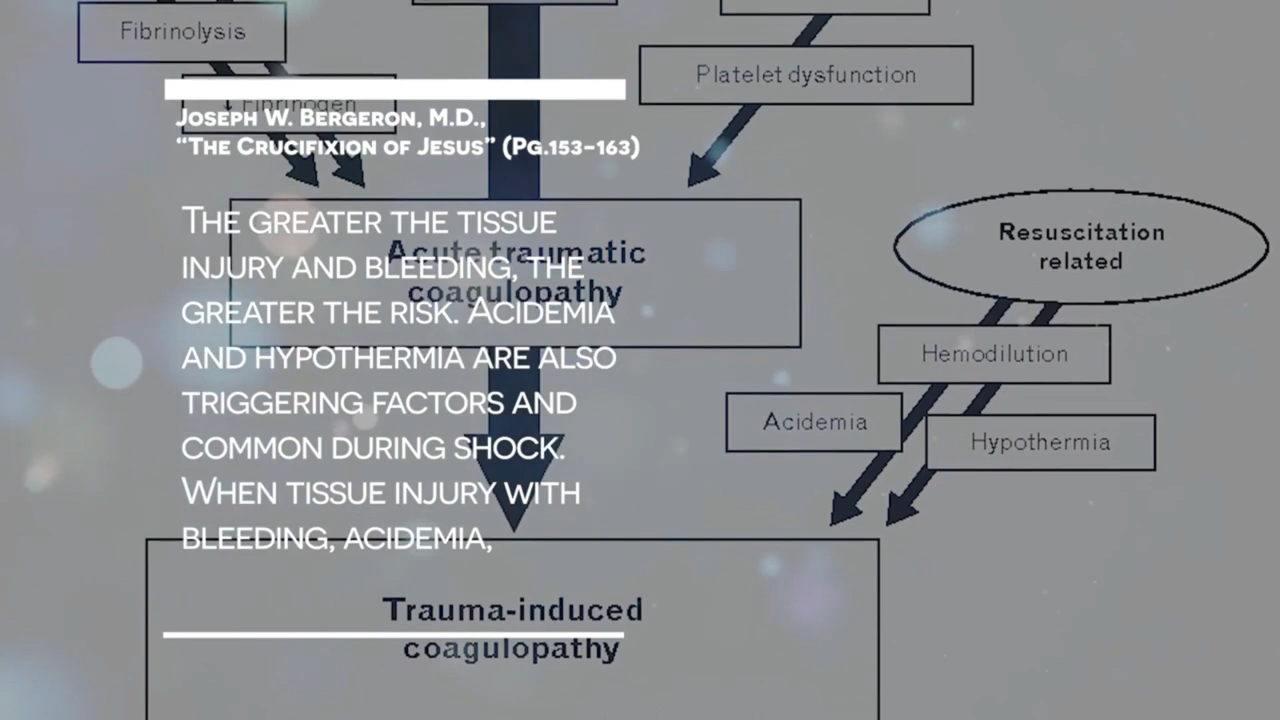 Fibrinolysis
Platelet dysfunction
↓ Fibrinogen
Joseph W. Bergeron, M.D.,
“The Crucifixion of Jesus” (Pg.153-163)
The greater the tissue
injury and bleeding, the
greater the risk. Acidemia
and hypothermia are also
triggering factors and
common during shock.
When tissue injury with
bleeding, acidemia,
Acute traumatic
coagulopathy
Resuscitation
related
Hemodilution
Acidemia
Hypothermia
Trauma-induced
coagulopathy